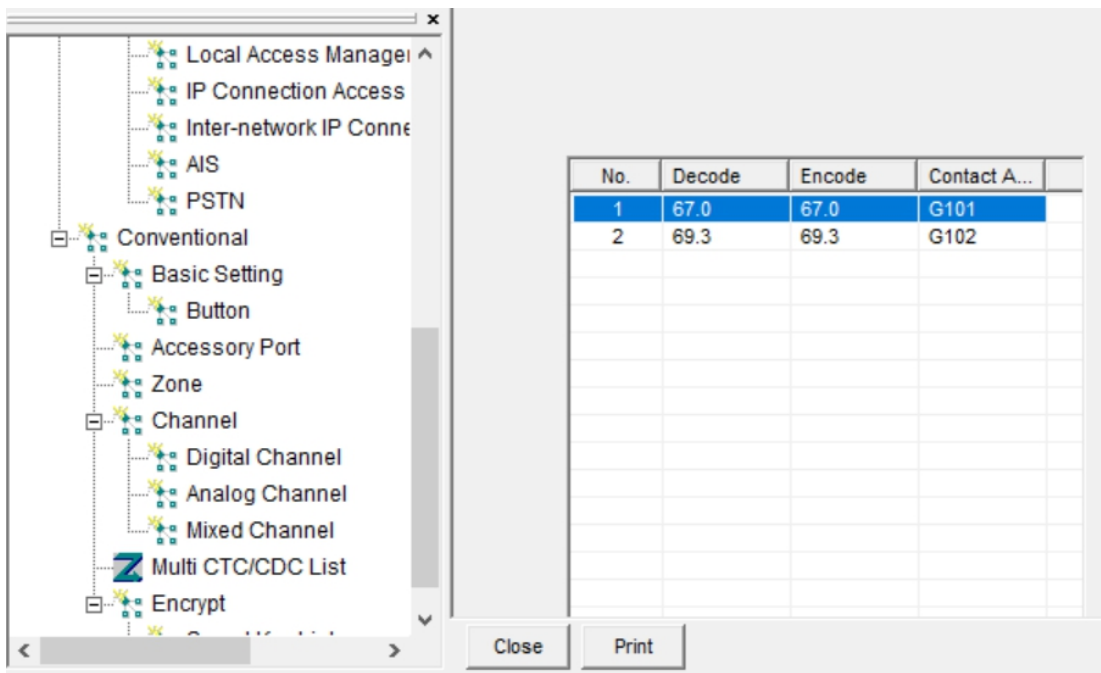 Local Access Manager
IP Connection Access
Inter-network IP Conne
AIS
PSTN
Conventional
Basic Setting
Button
Accessory Port
Zone
Channel
Digital Channel
Analog Channel
Mixed Channel
Multi CTC/CDC List
Encrypt
No. Decode Encode Contact A...
1 67.0 67.0 G101
2 69.3 69.3 G102
Close Print